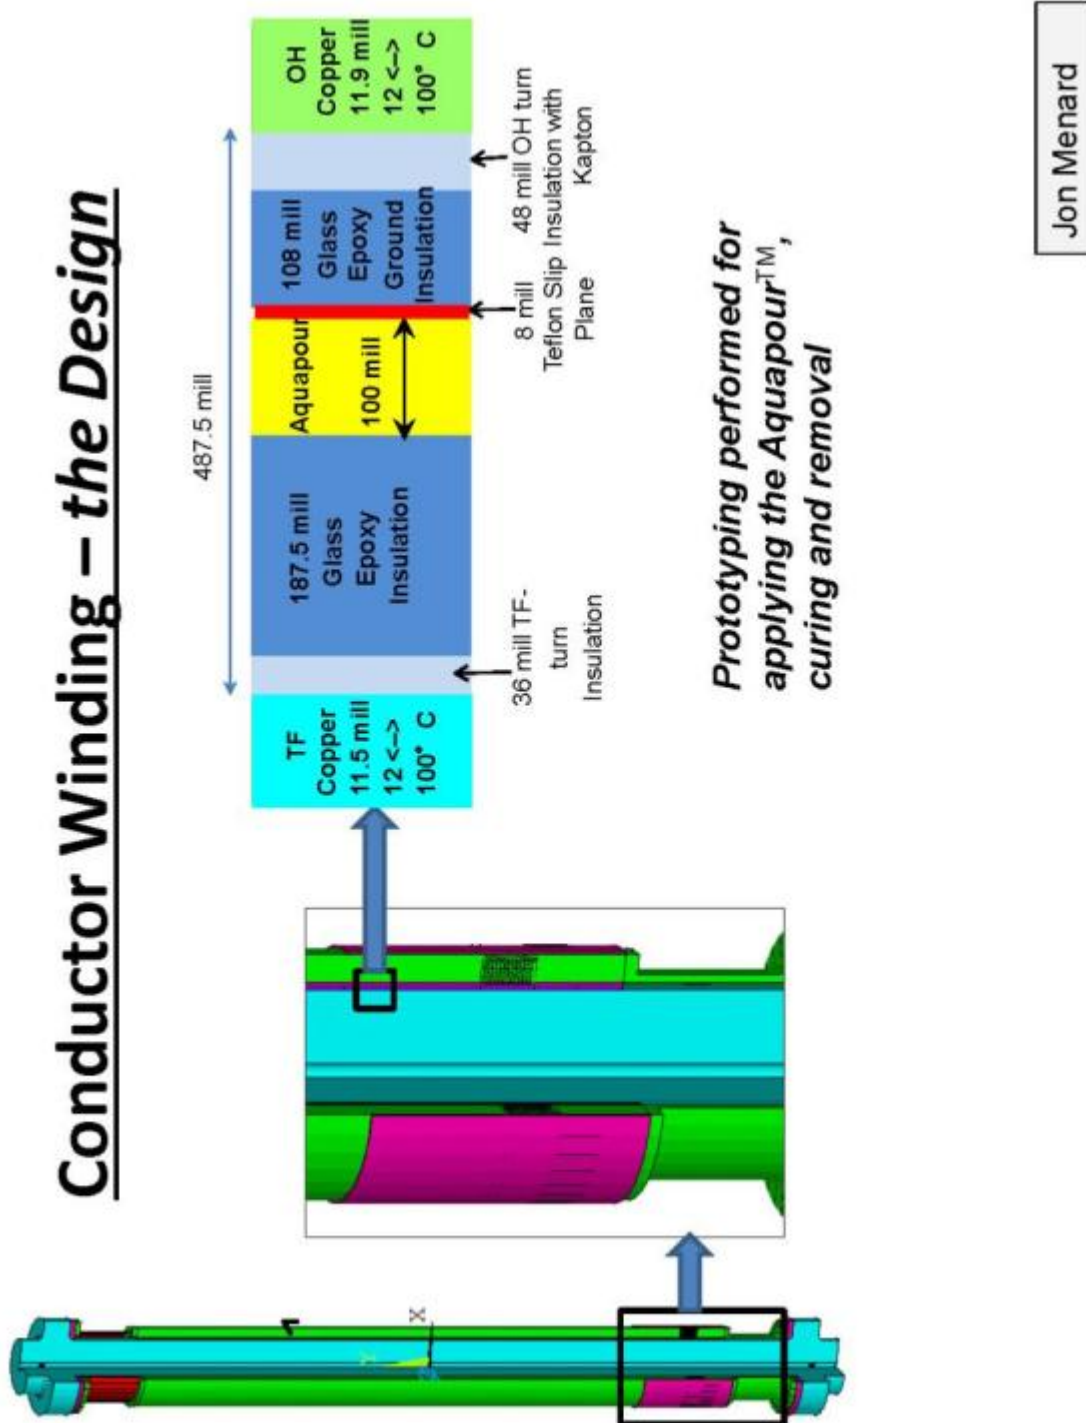 Conductor Winding – the Design
487.5 mill
TF
Copper
11.5 mill
12 <–>
100° C
187.5 mill
Glass
Epoxy
Insulation
Aquapour
100 mill
108 mill
Glass
Epoxy
Ground
Insulation
OH
Copper
11.9 mill
12 <–>
100° C
36 mill TF-
turn
Insulation
8 mill
Teflon Slip
Plane
48 mill OH turn
Insulation with
Kapton
Prototyping performed for
applying the Aquapour™,
curing and removal
X
Y
Z
1
Jon Menard